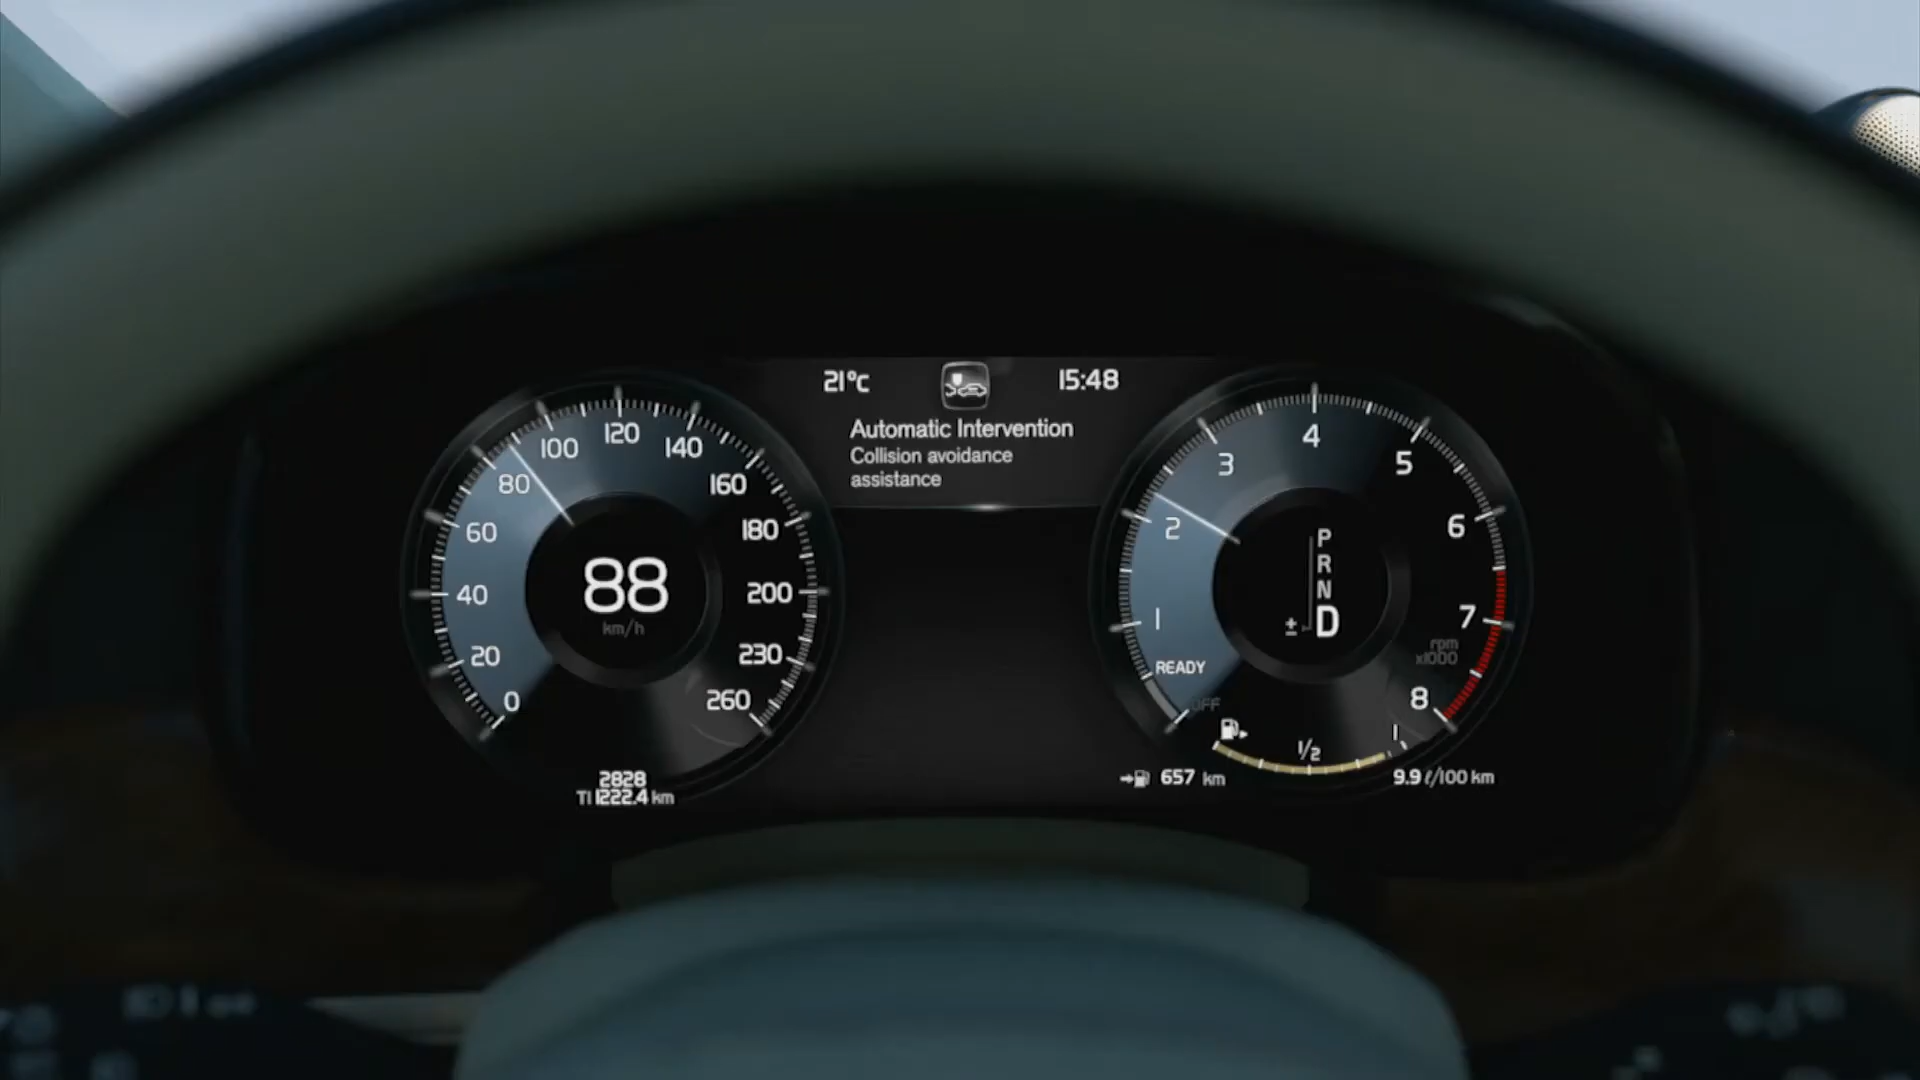 21°C
15:48
Automatic Intervention
Collision avoidance
assistance
0
20
40
60
80
100
120
140
160
180
200
230
260
88
km/h
2828
TI 1222.4 km
1
2
3
4
5
6
7
8
rpm
x1000
READY
OFF
P
R
N
± D
1/2
1
657 km
9.9 ℓ/100 km